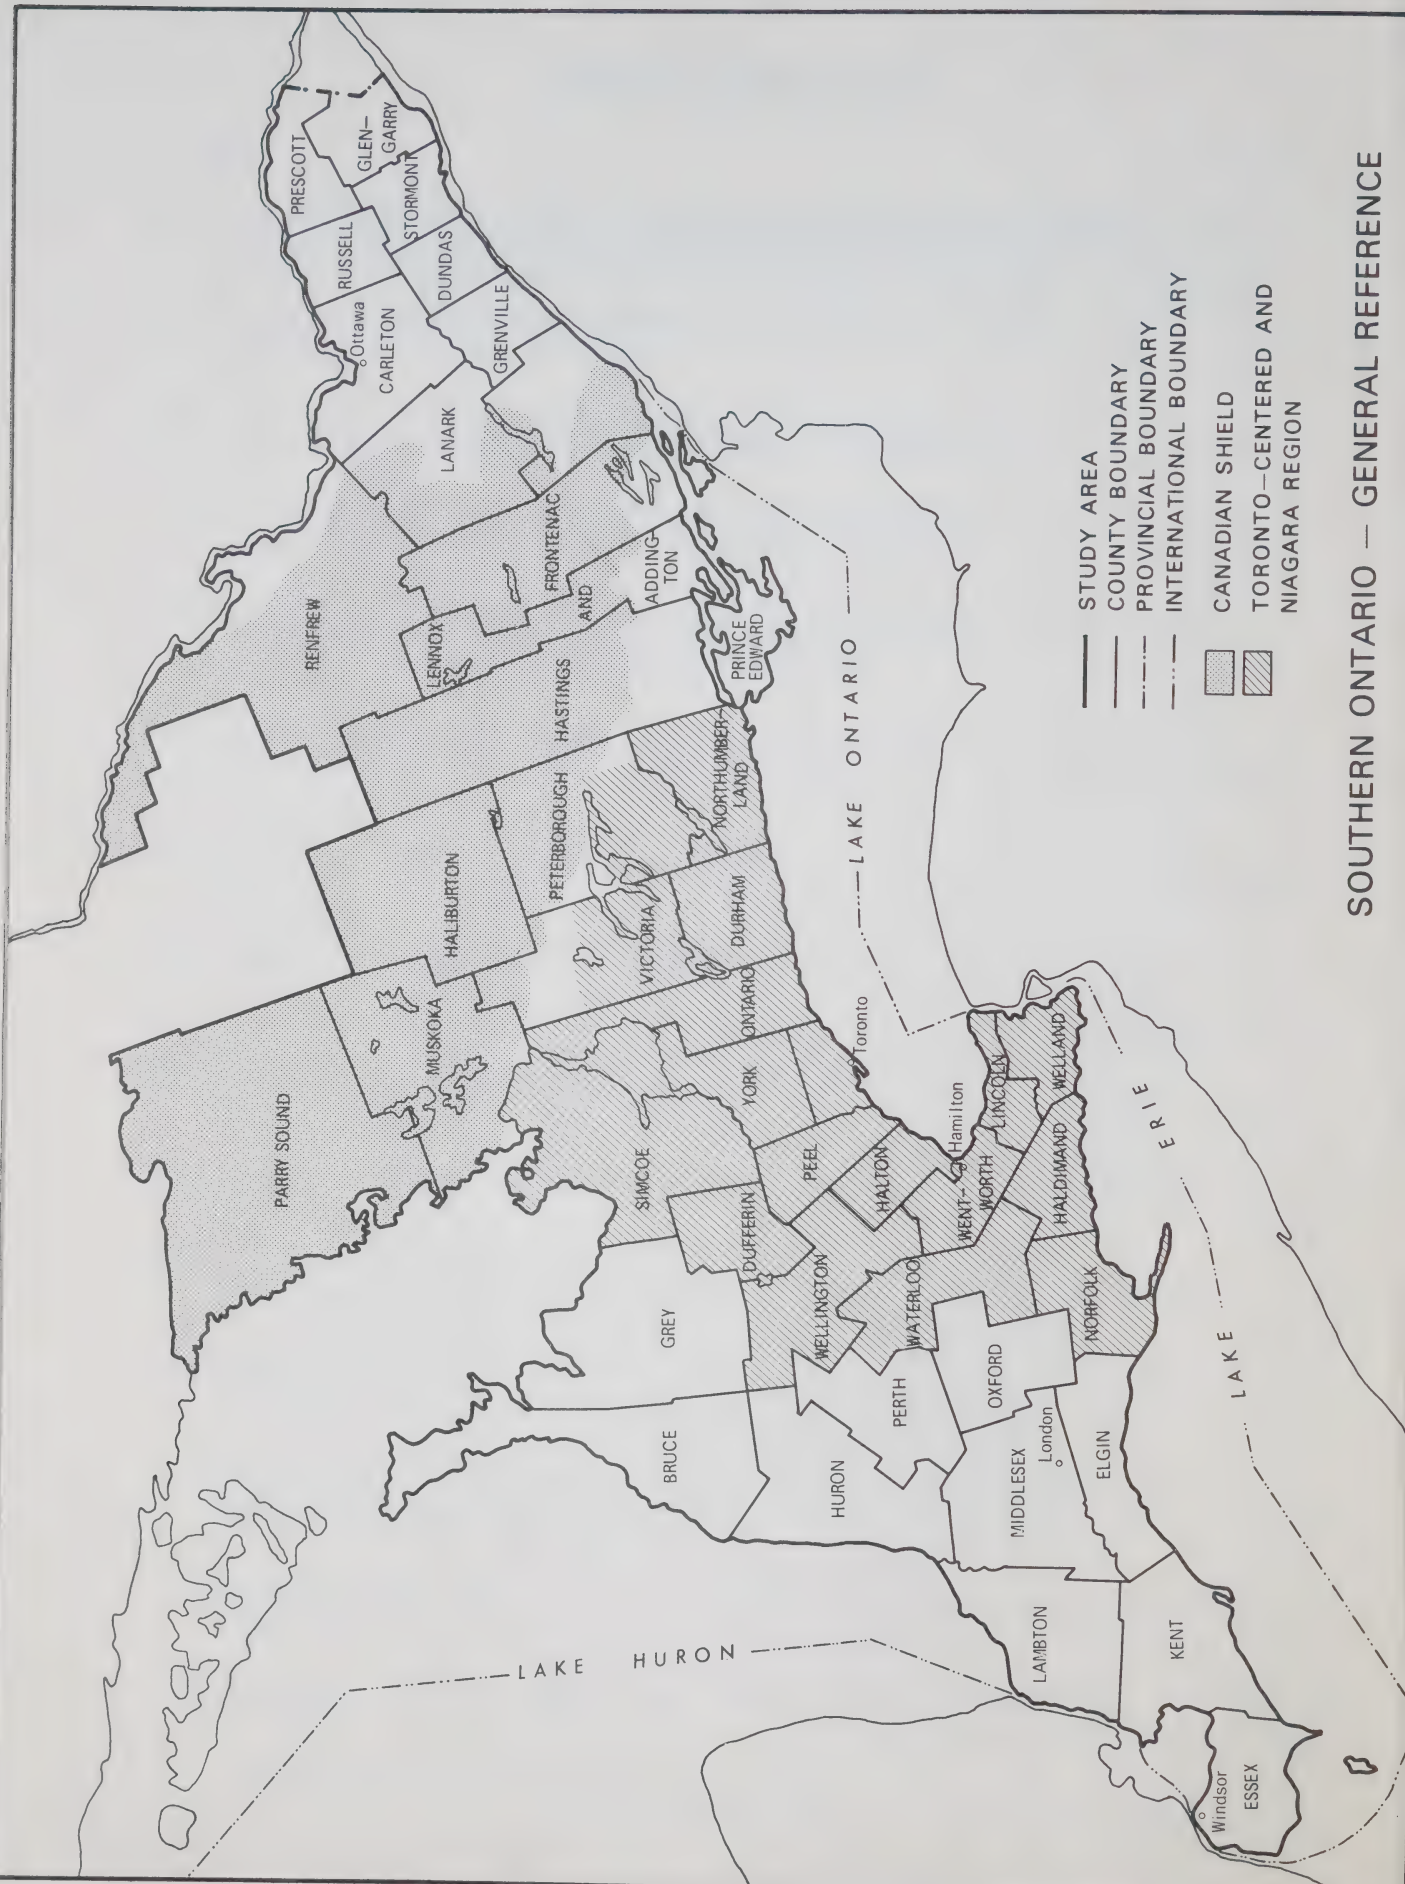 PRESCOTT
GLEN-
GARRY
RUSSELL
STORMONT
Ottawa
CARLETON
DUNDAS
GRENVILLE
LANARK
RENFREW
FRONTENAC
LENNOX
AND
ADDING-
TON
HASTINGS
PRINCE
EDWARD
HALIBURTON
PETERBOROUGH
NORTHUMBER-
LAND
VICTORIA
DURHAM
PARRY SOUND
MUSKOKA
ONTARIO
SIMCOE
YORK
Toronto
DUFFERIN
PEEL
HALTON
Hamilton
WENT-
WORTH
LINCOLN
WELLAND
HALDIMAND
GREY
WELLINGTON
WATERLOO
NORFOLK
BRUCE
HURON
PERTH
OXFORD
MIDDLESEX
London
ELGIN
LAMBTON
KENT
Windsor
ESSEX
LAKE HURON
LAKE ONTARIO
LAKE ERIE
STUDY AREA
COUNTY BOUNDARY
PROVINCIAL BOUNDARY
INTERNATIONAL BOUNDARY
CANADIAN SHIELD
TORONTO-CENTERED AND
NIAGARA REGION
SOUTHERN ONTARIO — GENERAL REFERENCE